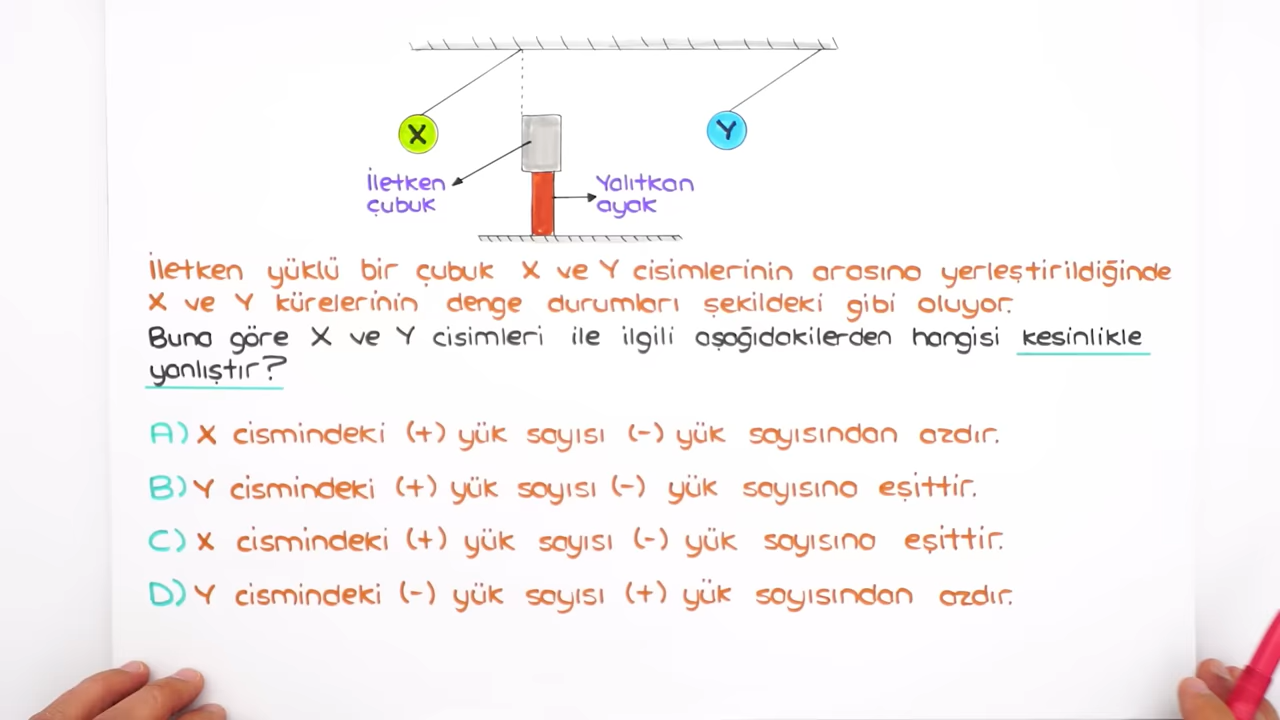 X
Y
İletken
çubuk
Yalıtkan
ayak
İletken yüklü bir çubuk X ve Y cisimlerinin arasına yerleştirildiğinde
X ve Y kürelerinin denge durumları şekildeki gibi oluyor.
Buna göre X ve Y cisimleri ile ilgili aşağıdakilerden hangisi kesinlikle
yanlıştır?
A) X cismindeki (+) yük sayısı (-) yük sayısından azdır.
B) Y cismindeki (+) yük sayısı (-) yük sayısına eşittir.
C) X cismindeki (+) yük sayısı (-) yük sayısına eşittir.
D) Y cismindeki (-) yük sayısı (+) yük sayısından azdır.